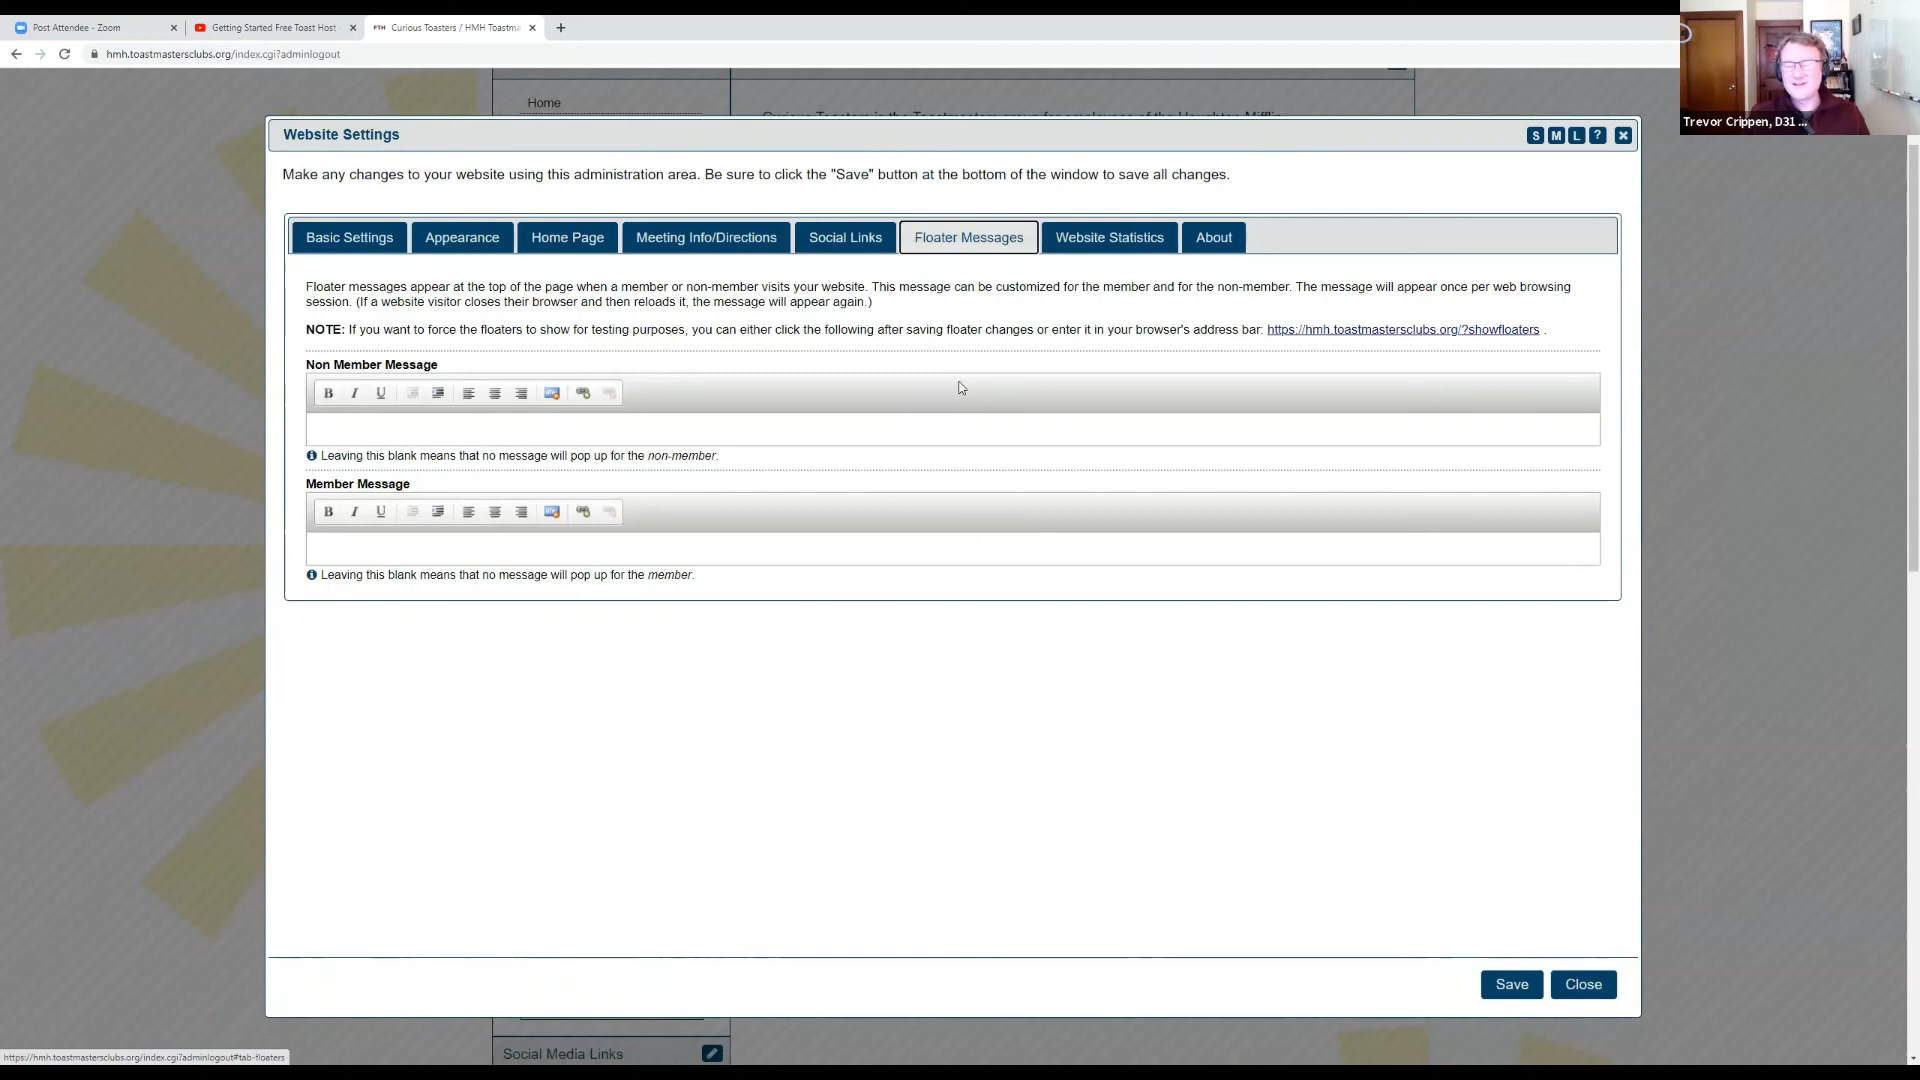 Post Attendee - Zoom
Getting Started Free Toast Host
FTH Curious Toasters / HMH Toastma
hmh.toastmastersclubs.org/index.cgi?adminlogout
Trevor Crippen, D31 ...
Home
Website Settings
S M L ?
Make any changes to your website using this administration area. Be sure to click the "Save" button at the bottom of the window to save all changes.
Basic Settings Appearance Home Page Meeting Info/Directions Social Links Floater Messages Website Statistics About
Floater messages appear at the top of the page when a member or non-member visits your website. This message can be customized for the member and for the non-member. The message will appear once per web browsing
session. (If a website visitor closes their browser and then reloads it, the message will appear again.)
NOTE: If you want to force the floaters to show for testing purposes, you can either click the following after saving floater changes or enter it in your browser's address bar: https://hmh.toastmastersclubs.org/?showfloaters .
Non Member Message
B I U
Leaving this blank means that no message will pop up for the non-member.
Member Message
B I U
Leaving this blank means that no message will pop up for the member.
Save Close
Social Media Links
https://hmh.toastmastersclubs.org/index.cgi?adminlogout#tab-floaters